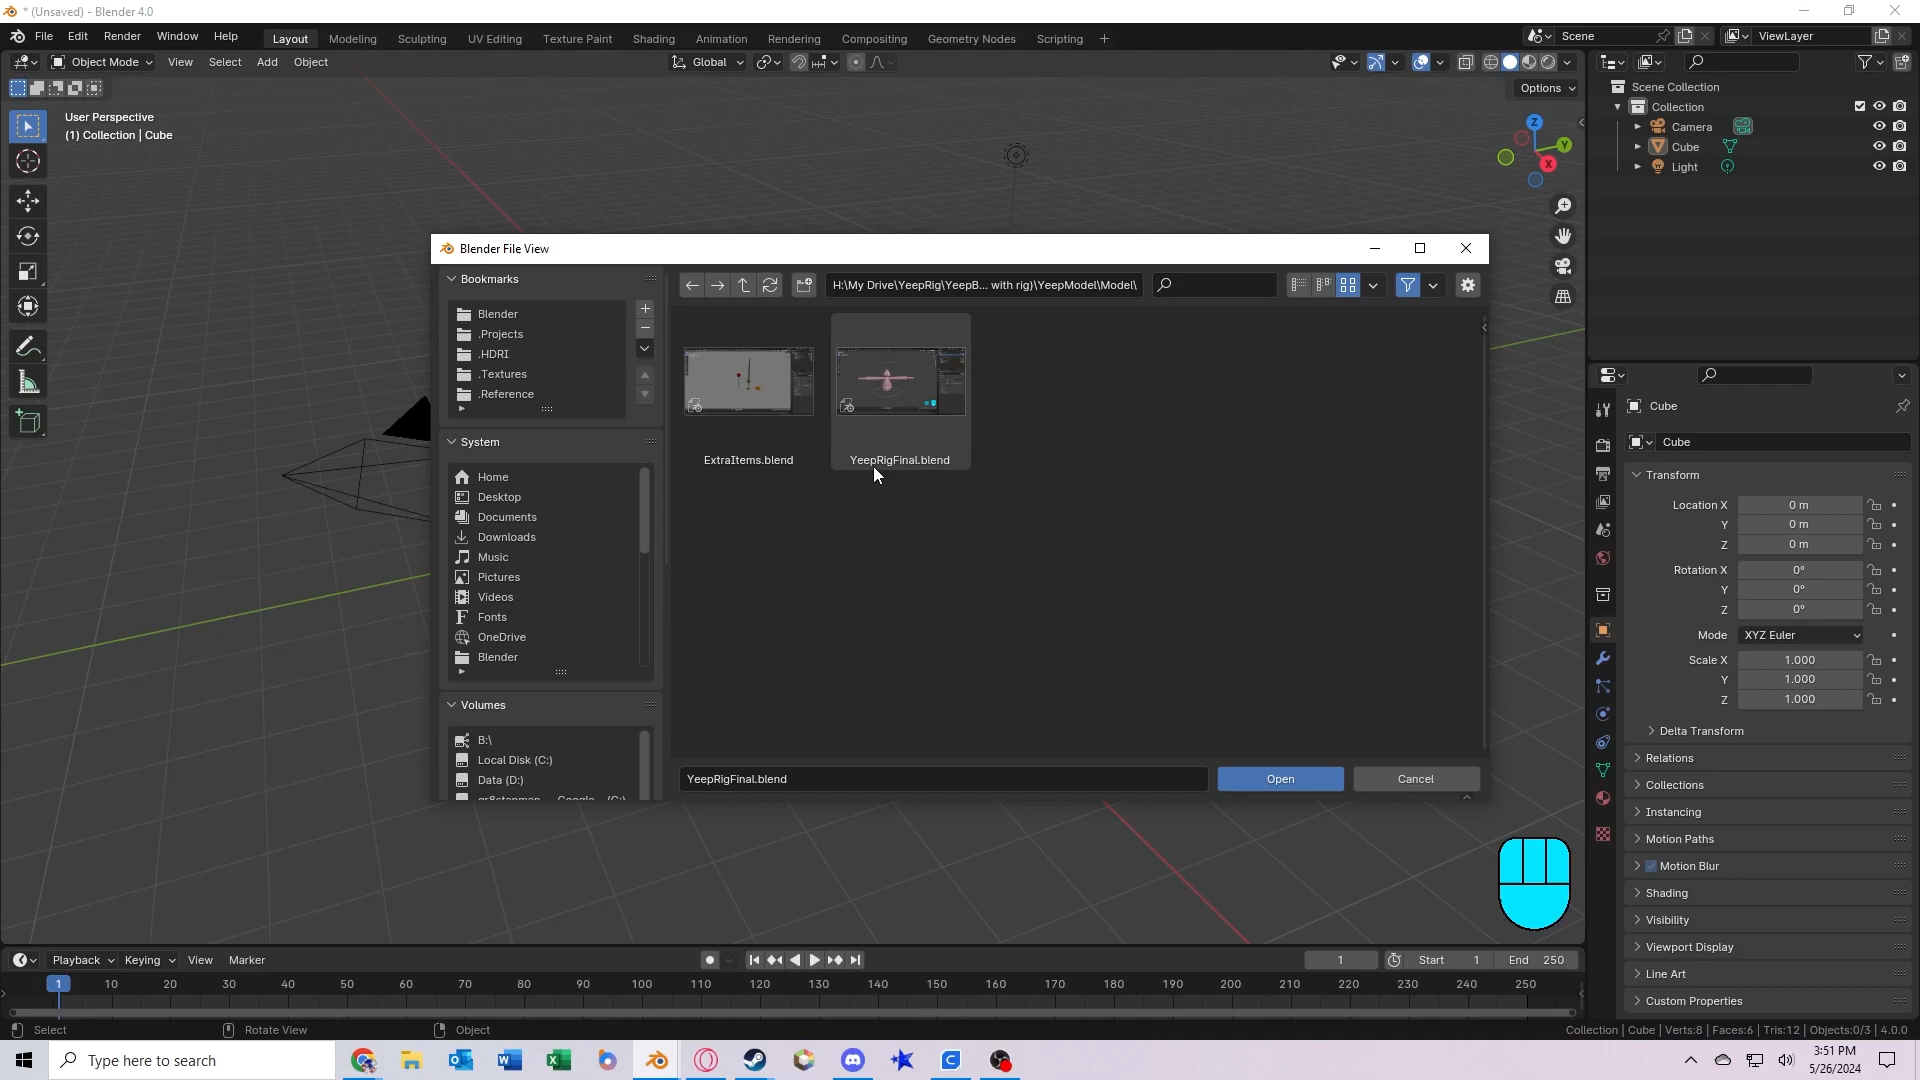 * (Unsaved) - Blender 4.0
File Edit Render Window Help
Layout Modeling Sculpting UV Editing Texture Paint Shading Animation Rendering Compositing Geometry Nodes Scripting +
Scene
ViewLayer
Object Mode View Select Add Object
Global
Options
User Perspective
(1) Collection | Cube
Z
Y
X
Scene Collection
Collection
Camera
Cube
Light
Blender File View
Bookmarks
Blender
.Projects
.HDRI
.Textures
.Reference
System
Home
Desktop
Documents
Downloads
Music
Pictures
Videos
Fonts
OneDrive
Blender
Volumes
B:\
Local Disk (C:)
Data (D:)
H:\My Drive\YeepRig\YeepB... with rig)\YeepModel\Model\
ExtraItems.blend
YeepRigFinal.blend
YeepRigFinal.blend
Open
Cancel
Cube
Cube
Transform
Location X 0 m
Y 0 m
Z 0 m
Rotation X 0°
Y 0°
Z 0°
Mode XYZ Euler
Scale X 1.000
Y 1.000
Z 1.000
Delta Transform
Relations
Collections
Instancing
Motion Paths
Motion Blur
Shading
Visibility
Viewport Display
Line Art
Custom Properties
Playback Keying View Marker
1
Start 1
End 250
1 10 20 30 40 50 60 70 80 90 100 110 120 130 140 150 160 170 180 190 200 210 220 230 240 250
Select Rotate View Object
Collection | Cube | Verts:8 | Faces:6 | Tris:12 | Objects:0/3 | 4.0.0
Type here to search
3:51 PM
5/26/2024